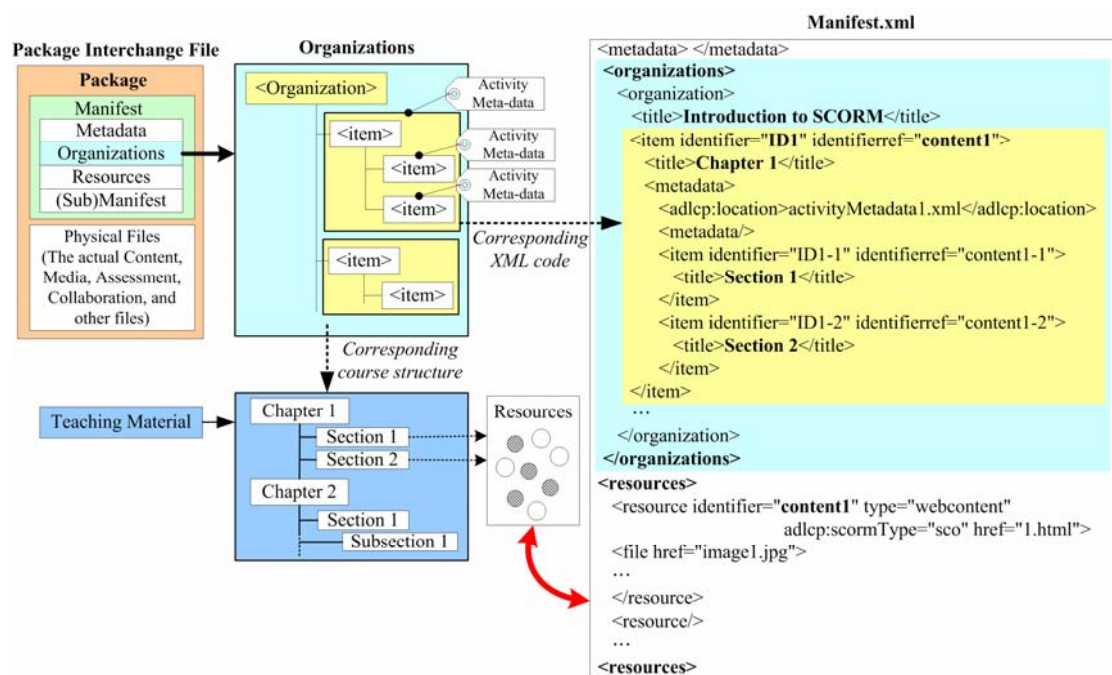 Package Interchange File
Package
Manifest
Metadata
Organizations
Resources
(Sub)Manifest
Physical Files
(The actual Content,
Media, Assessment,
Collaboration, and
other files)
Organizations
<Organization>
<item>
<item>
<item>
<item>
<item>
Activity
Meta-data
Activity
Meta-data
Activity
Meta-data
Corresponding
XML code
Corresponding
course structure
Teaching Material
Chapter 1
Section 1
Section 2
Chapter 2
Section 1
Subsection 1
Resources
Manifest.xml
<metadata> </metadata>
<organizations>
<organization>
<title>Introduction to SCORM</title>
<item identifier="ID1" identifierref="content1">
<title>Chapter 1</title>
<metadata>
<adlcp:location>activityMetadata1.xml</adlcp:location>
<metadata/>
<item identifier="ID1-1" identifierref="content1-1">
<title>Section 1</title>
</item>
<item identifier="ID1-2" identifierref="content1-2">
<title>Section 2</title>
</item>
</item>
…
</organization>
</organizations>
<resources>
<resource identifier="content1" type="webcontent"
adlcp:scormType="sco" href="1.html">
<file href="image1.jpg">
…
</resource>
<resource/>
…
<resources>